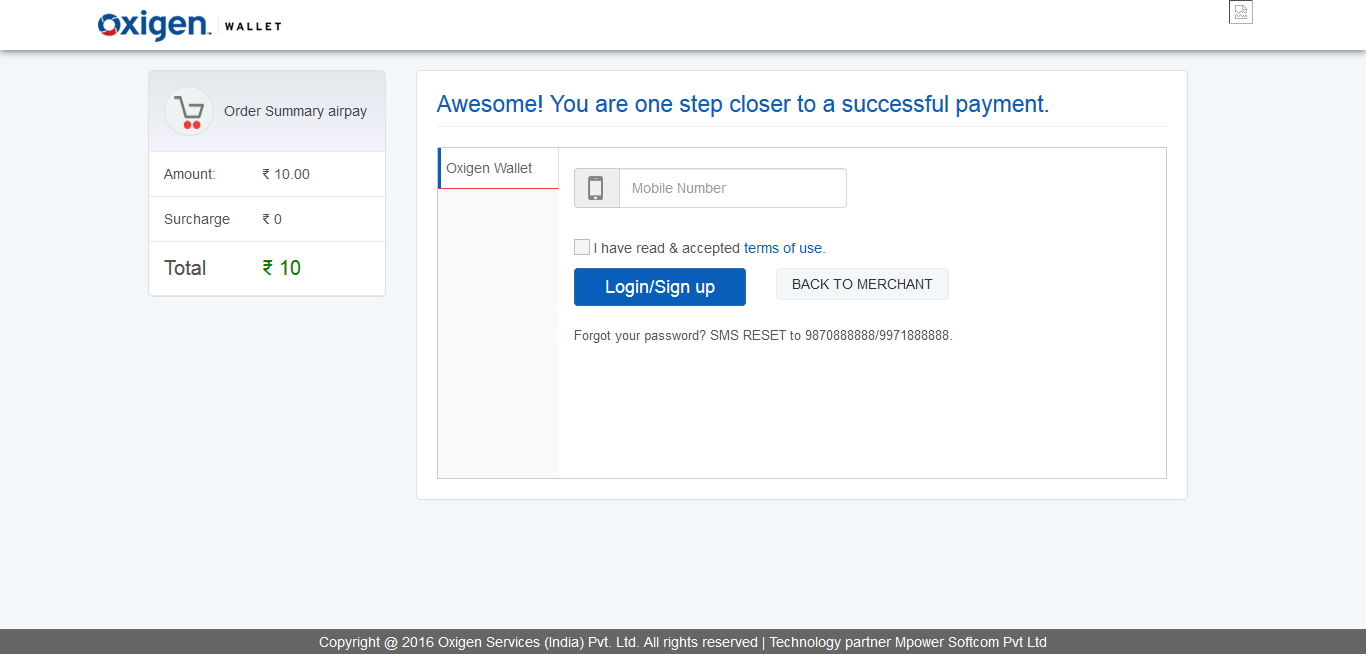 Oxigen™ WALLET
Order Summary airpay
Amount: ₹ 10.00
Surcharge ₹ 0
Total ₹ 10
Awesome! You are one step closer to a successful payment.
Oxigen Wallet
Mobile Number
I have read & accepted terms of use.
Login/Sign up BACK TO MERCHANT
Forgot your password? SMS RESET to 9870888888/9971888888.
Copyright @ 2016 Oxigen Services (India) Pvt. Ltd. All rights reserved | Technology partner Mpower Softcom Pvt Ltd